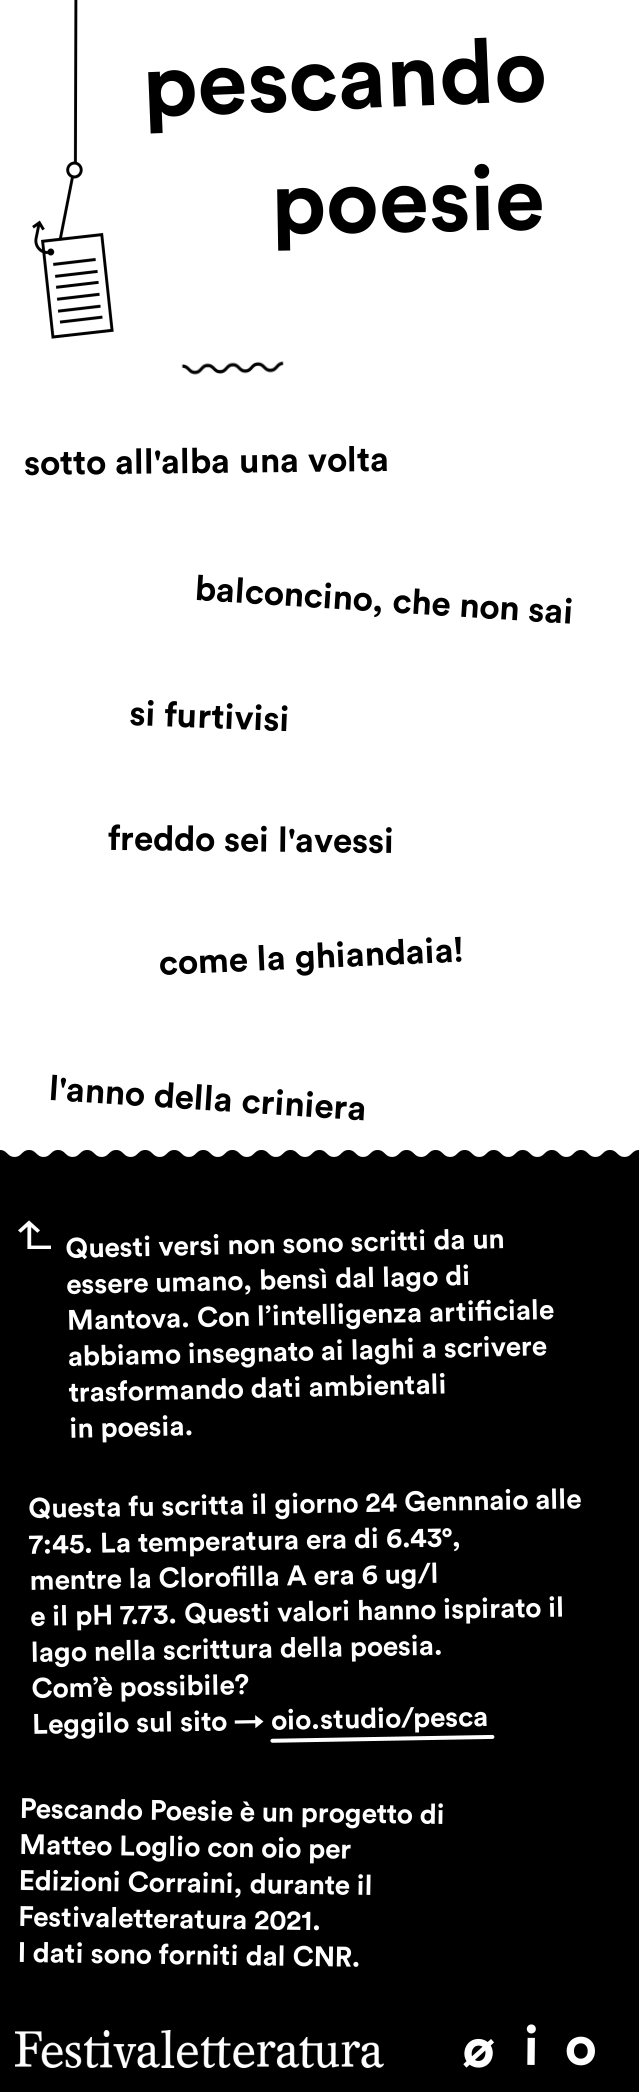 pescando
poesie
sotto all'alba una volta
balconcino, che non sai
si furtivisi
freddo sei l'avessi
come la ghiandaia!
l'anno della criniera
Questi versi non sono scritti da un
essere umano, bensì dal lago di
Mantova. Con l’intelligenza artificiale
abbiamo insegnato ai laghi a scrivere
trasformando dati ambientali
in poesia.
Questa fu scritta il giorno 24 Gennnaio alle
7:45. La temperatura era di 6.43°,
mentre la Clorofilla A era 6 ug/l
e il pH 7.73. Questi valori hanno ispirato il
lago nella scrittura della poesia.
Com’è possibile?
Leggilo sul sito → oio.studio/pesca
Pescando Poesie è un progetto di
Matteo Loglio con oio per
Edizioni Corraini, durante il
Festivaletteratura 2021.
I dati sono forniti dal CNR.
Festivaletteratura ø i o